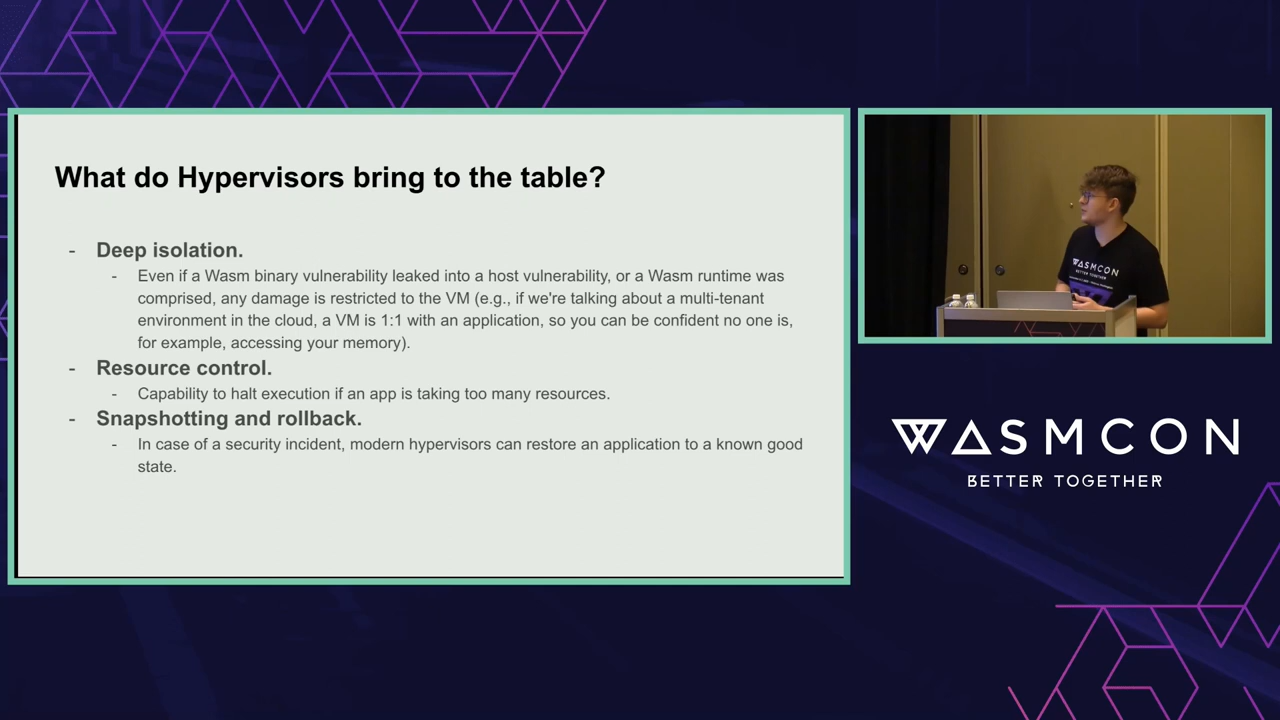 What do Hypervisors bring to the table?
- Deep isolation.
- Even if a Wasm binary vulnerability leaked into a host vulnerability, or a Wasm runtime was
comprised, any damage is restricted to the VM (e.g., if we're talking about a multi-tenant
environment in the cloud, a VM is 1:1 with an application, so you can be confident no one is,
for example, accessing your memory).
- Resource control.
- Capability to halt execution if an app is taking too many resources.
- Snapshotting and rollback.
- In case of a security incident, modern hypervisors can restore an application to a known good
state.
WASMCON
BETTER TOGETHER
WASMCON
BETTER TOGETHER